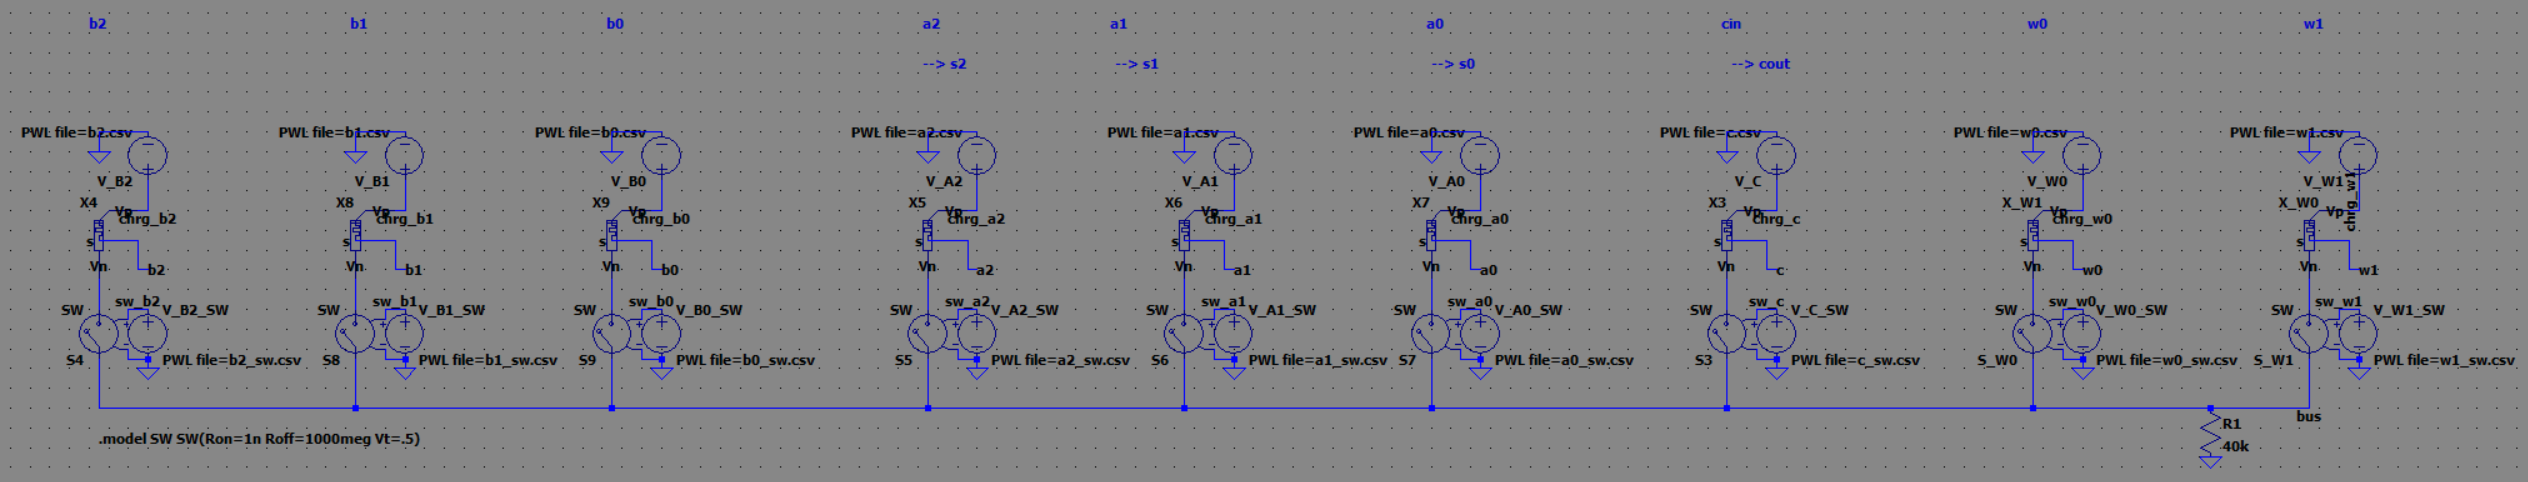 b2 b1 b0 a2 a1 a0 cin w0 w1
--> s2 --> s1 --> s0 --> cout
PWL file=b2.csv PWL file=b1.csv PWL file=b0.csv PWL file=a2.csv PWL file=a1.csv PWL file=a0.csv PWL file=c.csv PWL file=w0.csv PWL file=w1.csv
V_B2 V_B1 V_B0 V_A2 V_A1 V_A0 V_C V_W0 V_W1
X4 X8 X9 X5 X6 X7 X3 X_W1 X_W0
Vp Vp Vp Vp Vp Vp Vp Vp Vp
chrg_b2 chrg_b1 chrg_b0 chrg_a2 chrg_a1 chrg_a0 chrg_c chrg_w0 chrg_w1
s s s s s s s s s
Vn b2 Vn b1 Vn b0 Vn a2 Vn a1 Vn a0 Vn c Vn w0 Vn w1
sw_b2 sw_b1 sw_b0 sw_a2 sw_a1 sw_a0 sw_c sw_w0 sw_w1
SW V_B2_SW SW V_B1_SW SW V_B0_SW SW V_A2_SW SW V_A1_SW SW V_A0_SW SW V_C_SW SW V_W0_SW SW V_W1_SW
S4 PWL file=b2_sw.csv S8 PWL file=b1_sw.csv S9 PWL file=b0_sw.csv S5 PWL file=a2_sw.csv S6 PWL file=a1_sw.csv S7 PWL file=a0_sw.csv S3 PWL file=c_sw.csv S_W0 PWL file=w0_sw.csv S_W1 PWL file=w1_sw.csv
bus
R1
.model SW SW(Ron=1n Roff=1000meg Vt=.5)
40k